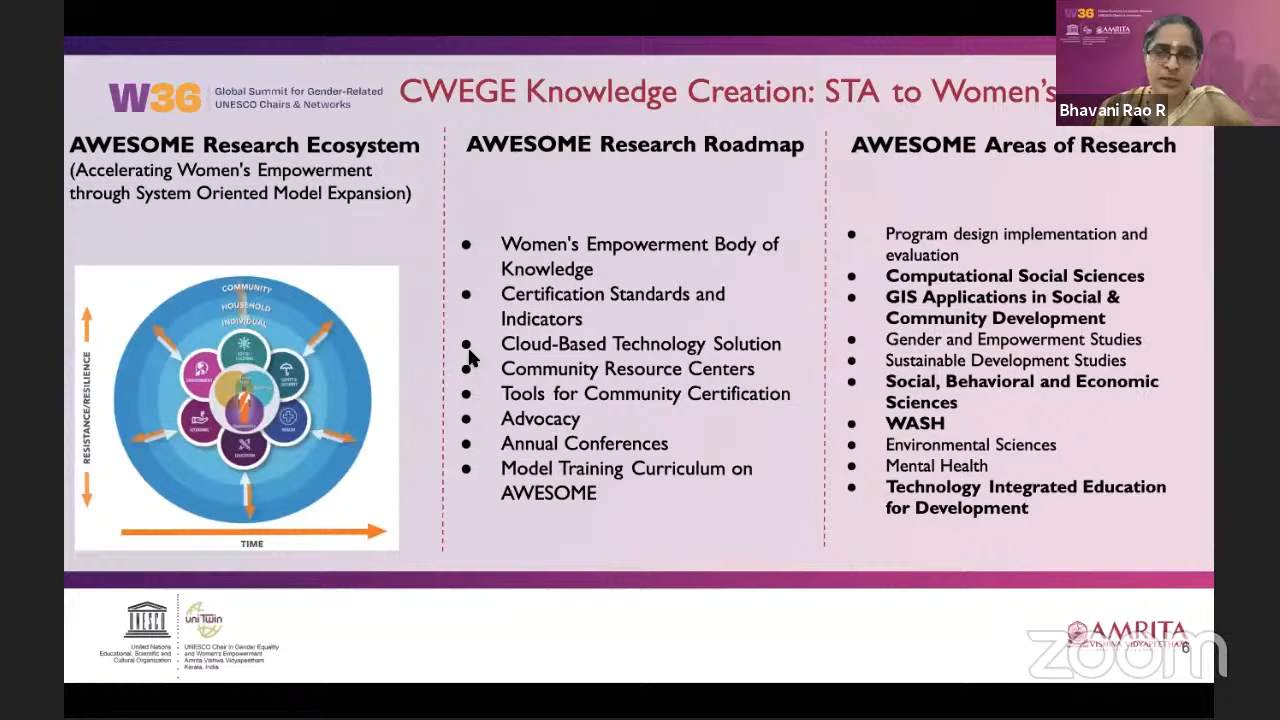 W36
Global Summit for Gender-Related
UNESCO Chairs & Networks
CWEGE Knowledge Creation: STA to Women's
W36
AMRITA
Bhavani Rao R
AWESOME Research Ecosystem
(Accelerating Women's Empowerment
through System Oriented Model Expansion)
COMMUNITY
HOUSEHOLD
INDIVIDUAL
RESISTANCE/RESILIENCE
TIME
AWESOME Research Roadmap
● Women's Empowerment Body of
Knowledge
● Certification Standards and
Indicators
● Cloud-Based Technology Solution
● Community Resource Centers
● Tools for Community Certification
● Advocacy
● Annual Conferences
● Model Training Curriculum on
AWESOME
AWESOME Areas of Research
● Program design implementation and
evaluation
● Computational Social Sciences
● GIS Applications in Social &
Community Development
● Gender and Empowerment Studies
● Sustainable Development Studies
● Social, Behavioral and Economic
Sciences
● WASH
● Environmental Sciences
● Mental Health
● Technology Integrated Education
for Development
UNESCO
United Nations
Educational, Scientific and
Cultural Organization
uniTwin
UNESCO Chair in Gender Equality
and Women's Empowerment
Amrita Vishwa Vidyapeetham
Kerala, India
AMRITA
VISHWA VIDYAPEETHAM
6
zoom